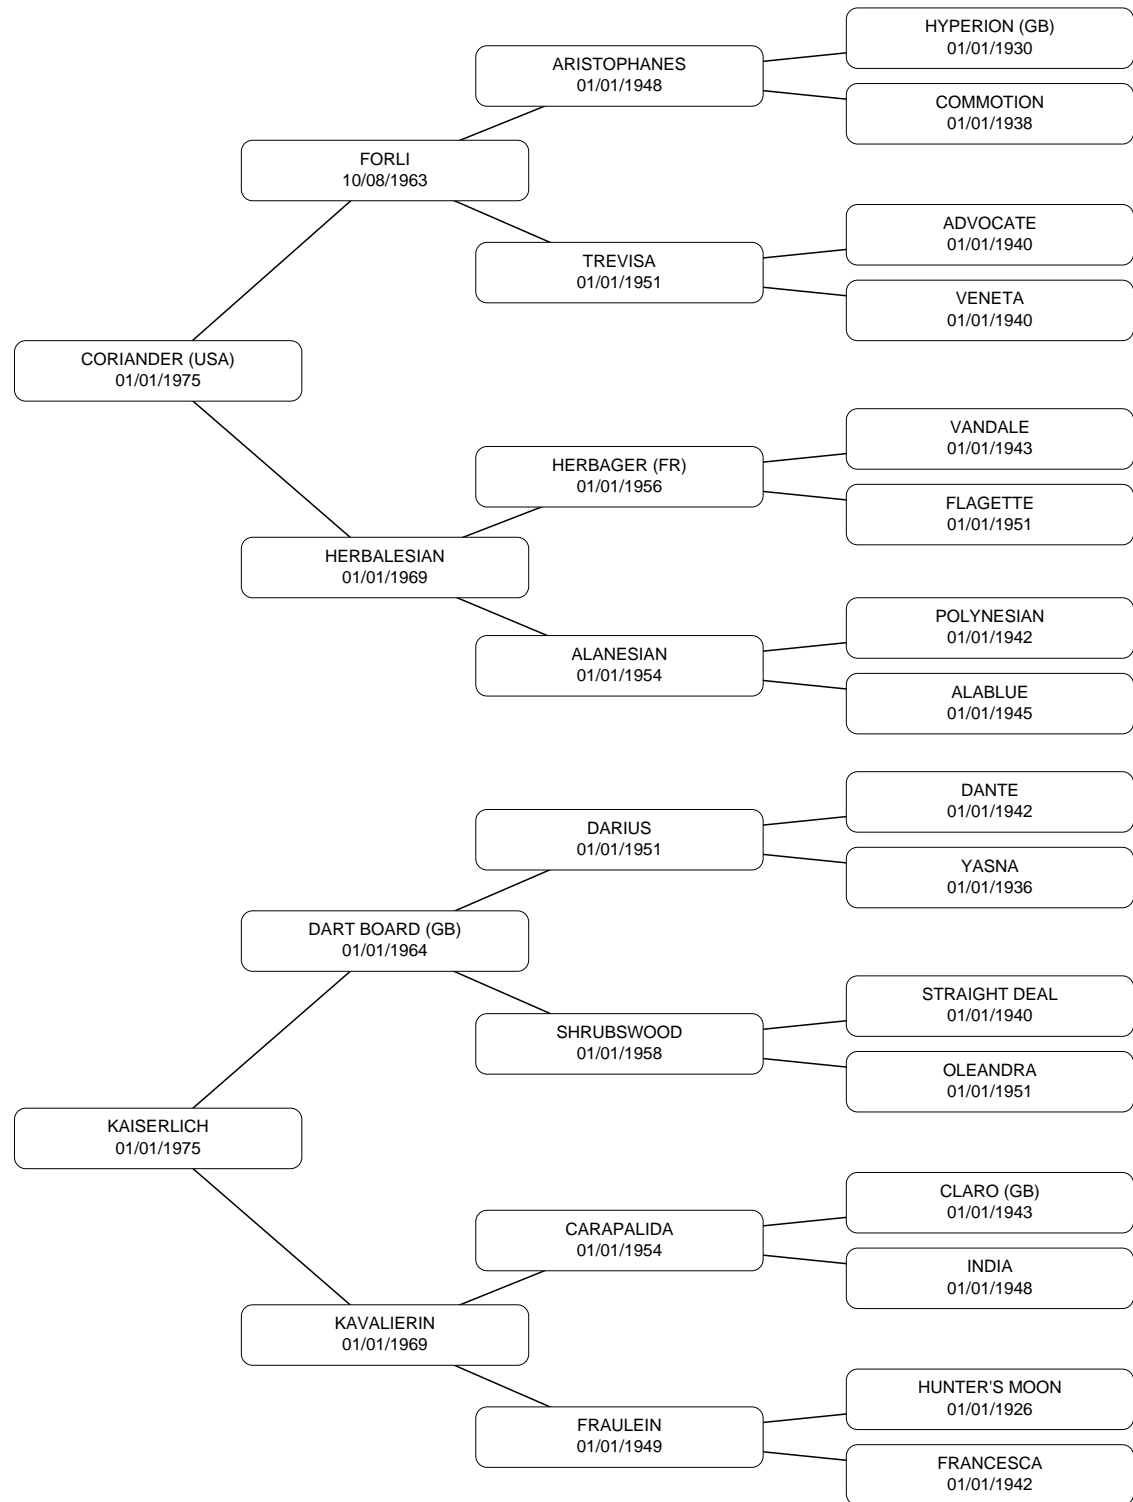 HYPERION (GB)
01/01/1930
ARISTOPHANES
01/01/1948
COMMOTION
01/01/1938
FORLI
10/08/1963
ADVOCATE
01/01/1940
TREVISA
01/01/1951
VENETA
01/01/1940
CORIANDER (USA)
01/01/1975
VANDALE
01/01/1943
HERBAGER (FR)
01/01/1956
FLAGETTE
01/01/1951
HERBALESIAN
01/01/1969
POLYNESIAN
01/01/1942
ALANESIAN
01/01/1954
ALABLUE
01/01/1945
DANTE
01/01/1942
DARIUS
01/01/1951
YASNA
01/01/1936
DART BOARD (GB)
01/01/1964
STRAIGHT DEAL
01/01/1940
SHRUBSWOOD
01/01/1958
OLEANDRA
01/01/1951
KAISERLICH
01/01/1975
CLARO (GB)
01/01/1943
CARAPALIDA
01/01/1954
INDIA
01/01/1948
KAVALIERIN
01/01/1969
HUNTER'S MOON
01/01/1926
FRAULEIN
01/01/1949
FRANCESCA
01/01/1942